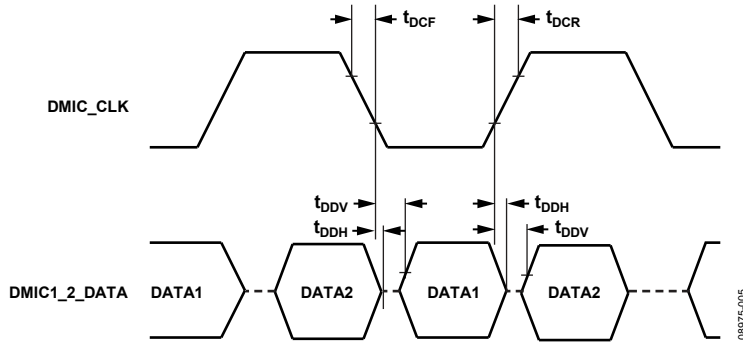 tDCF
tDCR
DMIC_CLK
tDDV
tDDH
tDDH
tDDV
DMIC1_2_DATA
DATA1
DATA2
DATA1
DATA2
08975-005